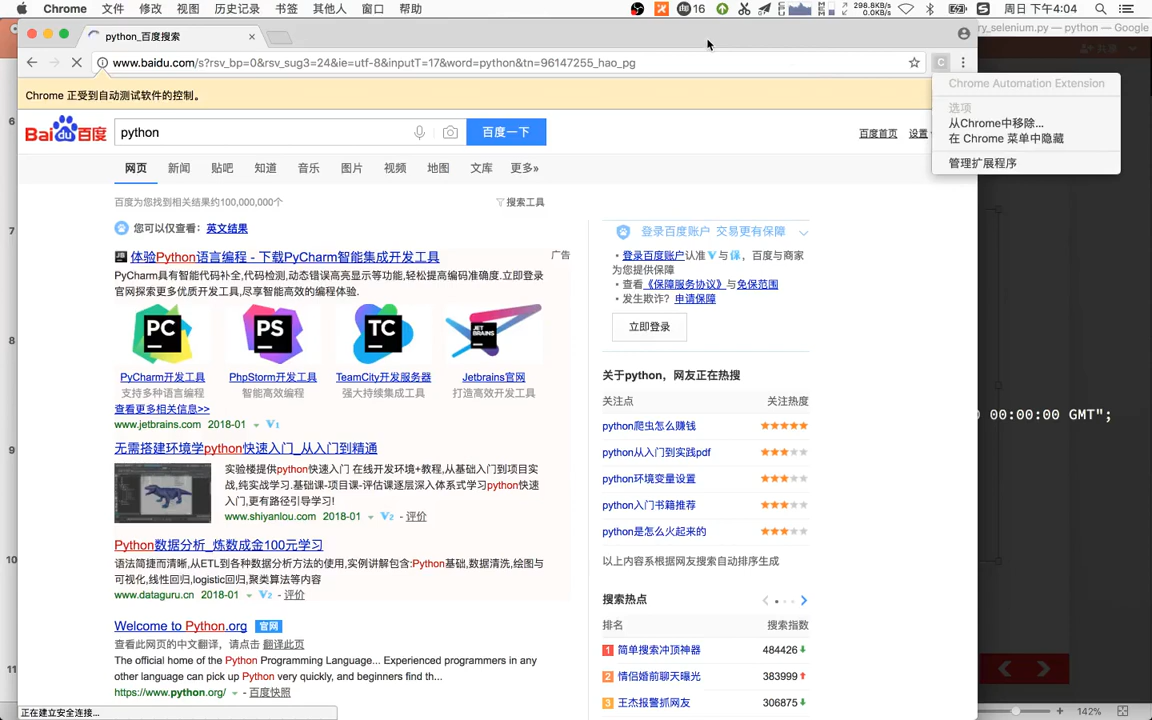 Chrome 文件 修改 视图 历史记录 书签 其他人 窗口 帮助
16
298.8KB/s
0.0KB/s
周日 下午4:04
python_百度搜索
ry_selenium.py — python — Google
www.baidu.com/s?rsv_bp=0&rsv_sug3=24&ie=utf-8&inputT=17&word=python&tn=96147255_hao_pg
Chrome 正受到自动测试软件的控制。
Chrome Automation Extension
选项
从Chrome中移除...
在 Chrome 菜单中隐藏
管理扩展程序
Bai du 百度
python
百度一下
百度首页 设置
网页 新闻 贴吧 知道 音乐 图片 视频 地图 文库 更多»
百度为您找到相关结果约100,000,000个
搜索工具
您可以仅查看：英文结果
体验Python语言编程 - 下载PyCharm智能集成开发工具
广告
PyCharm具有智能代码补全,代码检测,动态错误高亮显示等功能,轻松提高编码准确度.立即登录
官网探索更多优质开发工具,尽享智能高效的编程体验.
PC PS TC JET BRAINS
PyCharm开发工具 PhpStorm开发工具 TeamCity开发服务器 Jetbrains官网
支持多种语言编程 智能高效编程 强大持续集成工具 打造高效开发工具
查看更多相关信息>>
www.jetbrains.com 2018-01 V1
无需搭建环境学python快速入门_从入门到精通
实验楼提供python快速入门 在线开发环境+教程,从基础入门到项目实
战,纯实战学习.基础课-项目课-评估课逐层深入体系式学习python快速
入门,更有路径引导学习!
www.shiyanlou.com 2018-01 V2 - 评价
Python数据分析_炼数成金100元学习
语法简捷而清晰,从ETL到各种数据分析方法的使用,实例讲解包含:Python基础,数据清洗,绘图与
可视化,线性回归,logistic回归,聚类算法等内容
www.dataguru.cn 2018-01 V2 - 评价
Welcome to Python.org 官网
查看此网页的中文翻译，请点击 翻译此页
The official home of the Python Programming Language... Experienced programmers in any
other language can pick up Python very quickly, and beginners find th...
https://www.python.org/ - 百度快照
正在建立安全连接...
登录百度账户 交易更有保障
• 登录百度账户认准V与保，百度与商家
为您提供保障
• 查看《保障服务协议》与免保范围
• 发生欺诈？申请保障
立即登录
关于python，网友正在热搜
关注点 关注热度
python爬虫怎么赚钱
python从入门到实践pdf
python环境变量设置
python入门书籍推荐
python是怎么火起来的
以上内容系根据网友搜索自动排序生成
搜索热点
排名 搜索指数
1 简单搜索冲顶神器 484426
2 情侣婚前聊天曝光 383999
3 王杰报警抓网友 306875
6
7
8
9
10
11
00:00:00 GMT";
142%